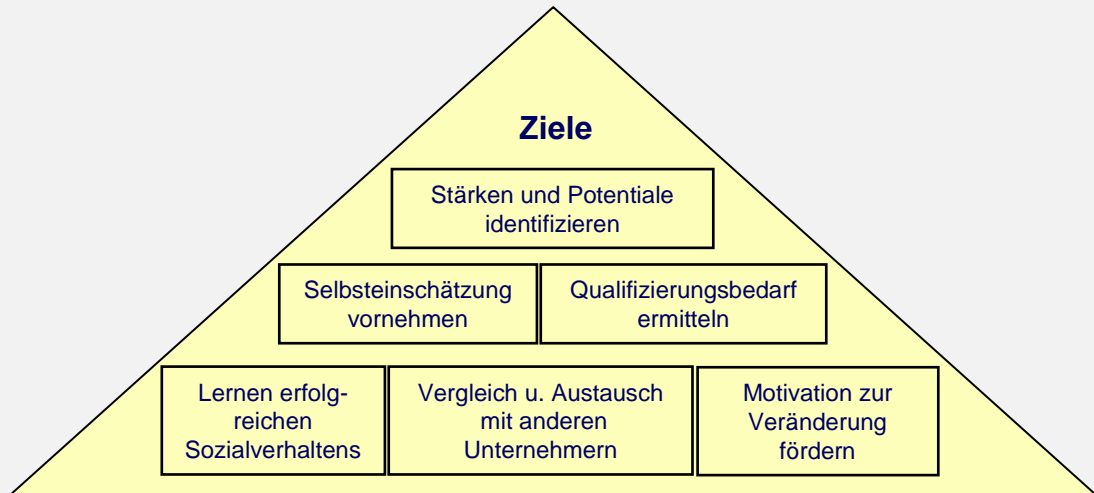 Ziele
Stärken und Potentiale
identifizieren
Selbsteinschätzung
vornehmen
Qualifizierungsbedarf
ermitteln
Lernen erfolg-
reichen
Sozialverhaltens
Vergleich u. Austausch
mit anderen
Unternehmern
Motivation zur
Veränderung
fördern